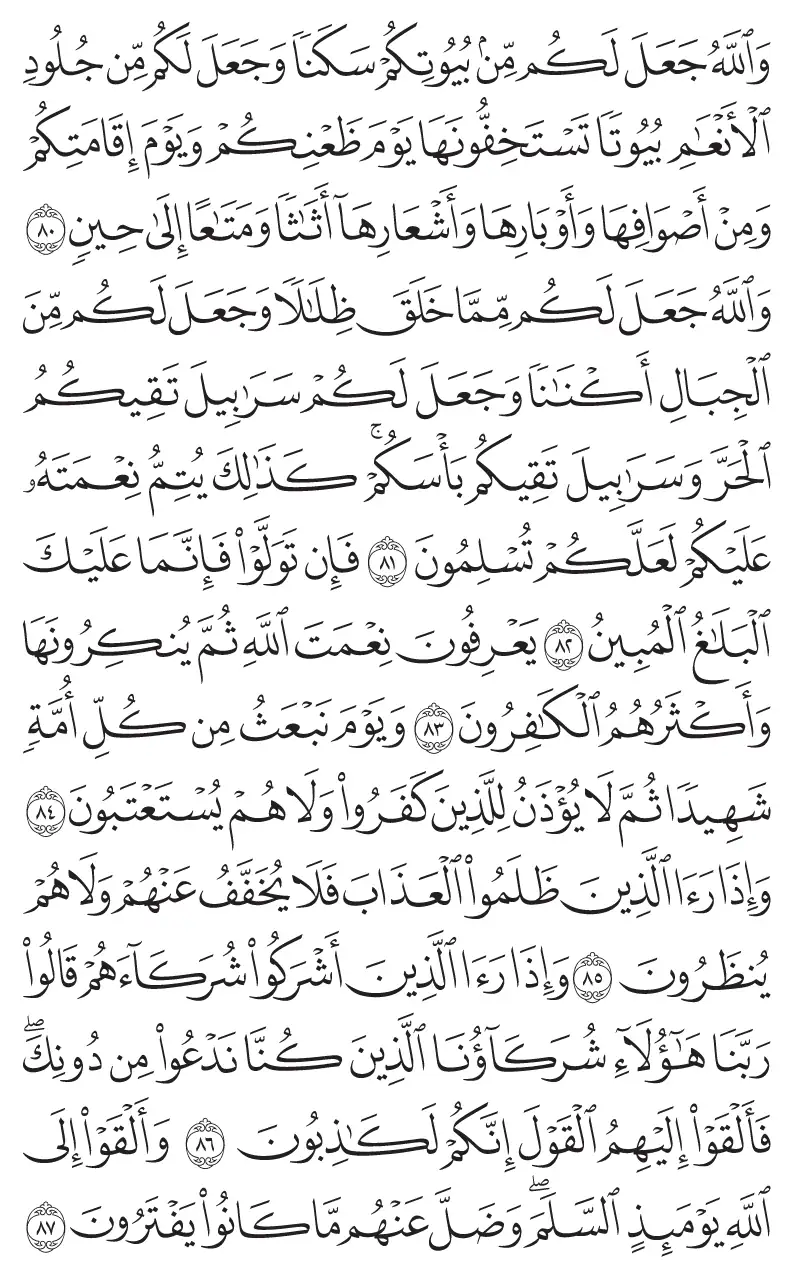 وَٱللَّهُ جَعَلَ لَكُم مِّنۢ بُيُوتِكُمْ سَكَنًا وَجَعَلَ لَكُم مِّن جُلُودِ
ٱلْأَنْعَٰمِ بُيُوتًا تَسْتَخِفُّونَهَا يَوْمَ ظَعْنِكُمْ وَيَوْمَ إِقَامَتِكُمْ
وَمِنْ أَصْوَافِهَا وَأَوْبَارِهَا وَأَشْعَارِهَآ أَثَٰثًا وَمَتَٰعًا إِلَىٰ حِينٍ ٨٠
وَٱللَّهُ جَعَلَ لَكُم مِّمَّا خَلَقَ ظِلَٰلًا وَجَعَلَ لَكُم مِّنَ
ٱلْجِبَالِ أَكْنَٰنًا وَجَعَلَ لَكُمْ سَرَٰبِيلَ تَقِيكُمُ
ٱلْحَرَّ وَسَرَٰبِيلَ تَقِيكُم بَأْسَكُمْۚ كَذَٰلِكَ يُتِمُّ نِعْمَتَهُۥ
عَلَيْكُمْ لَعَلَّكُمْ تُسْلِمُونَ ٨١ فَإِن تَوَلَّوْا۟ فَإِنَّمَا عَلَيْكَ
ٱلْبَلَٰغُ ٱلْمُبِينُ ٨٢ يَعْرِفُونَ نِعْمَتَ ٱللَّهِ ثُمَّ يُنكِرُونَهَا
وَأَكْثَرُهُمُ ٱلْكَٰفِرُونَ ٨٣ وَيَوْمَ نَبْعَثُ مِن كُلِّ أُمَّةٍ
شَهِيدًا ثُمَّ لَا يُؤْذَنُ لِلَّذِينَ كَفَرُوا۟ وَلَا هُمْ يُسْتَعْتَبُونَ ٨٤
وَإِذَا رَءَا ٱلَّذِينَ ظَلَمُوا۟ ٱلْعَذَابَ فَلَا يُخَفَّفُ عَنْهُمْ وَلَا هُمْ
يُنظَرُونَ ٨٥ وَإِذَا رَءَا ٱلَّذِينَ أَشْرَكُوا۟ شُرَكَآءَهُمْ قَالُوا۟
رَبَّنَا هَٰٓؤُلَآءِ شُرَكَآؤُنَا ٱلَّذِينَ كُنَّا نَدْعُوا۟ مِن دُونِكَۖ
فَأَلْقَوْا۟ إِلَيْهِمُ ٱلْقَوْلَ إِنَّكُمْ لَكَٰذِبُونَ ٨٦ وَأَلْقَوْا۟ إِلَى
ٱللَّهِ يَوْمَئِذٍ ٱلسَّلَمَۖ وَضَلَّ عَنْهُم مَّا كَانُوا۟ يَفْتَرُونَ ٨٧